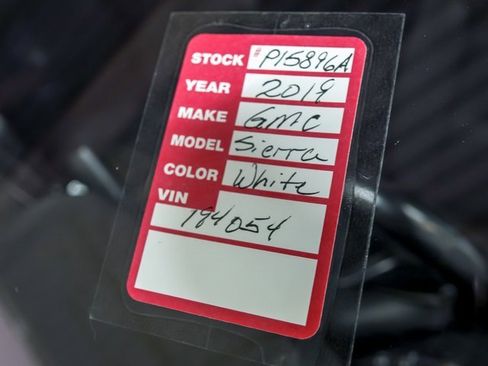 STOCK # P15896A
YEAR 2019
MAKE GMC
MODEL Sierra
COLOR White
VIN
194054